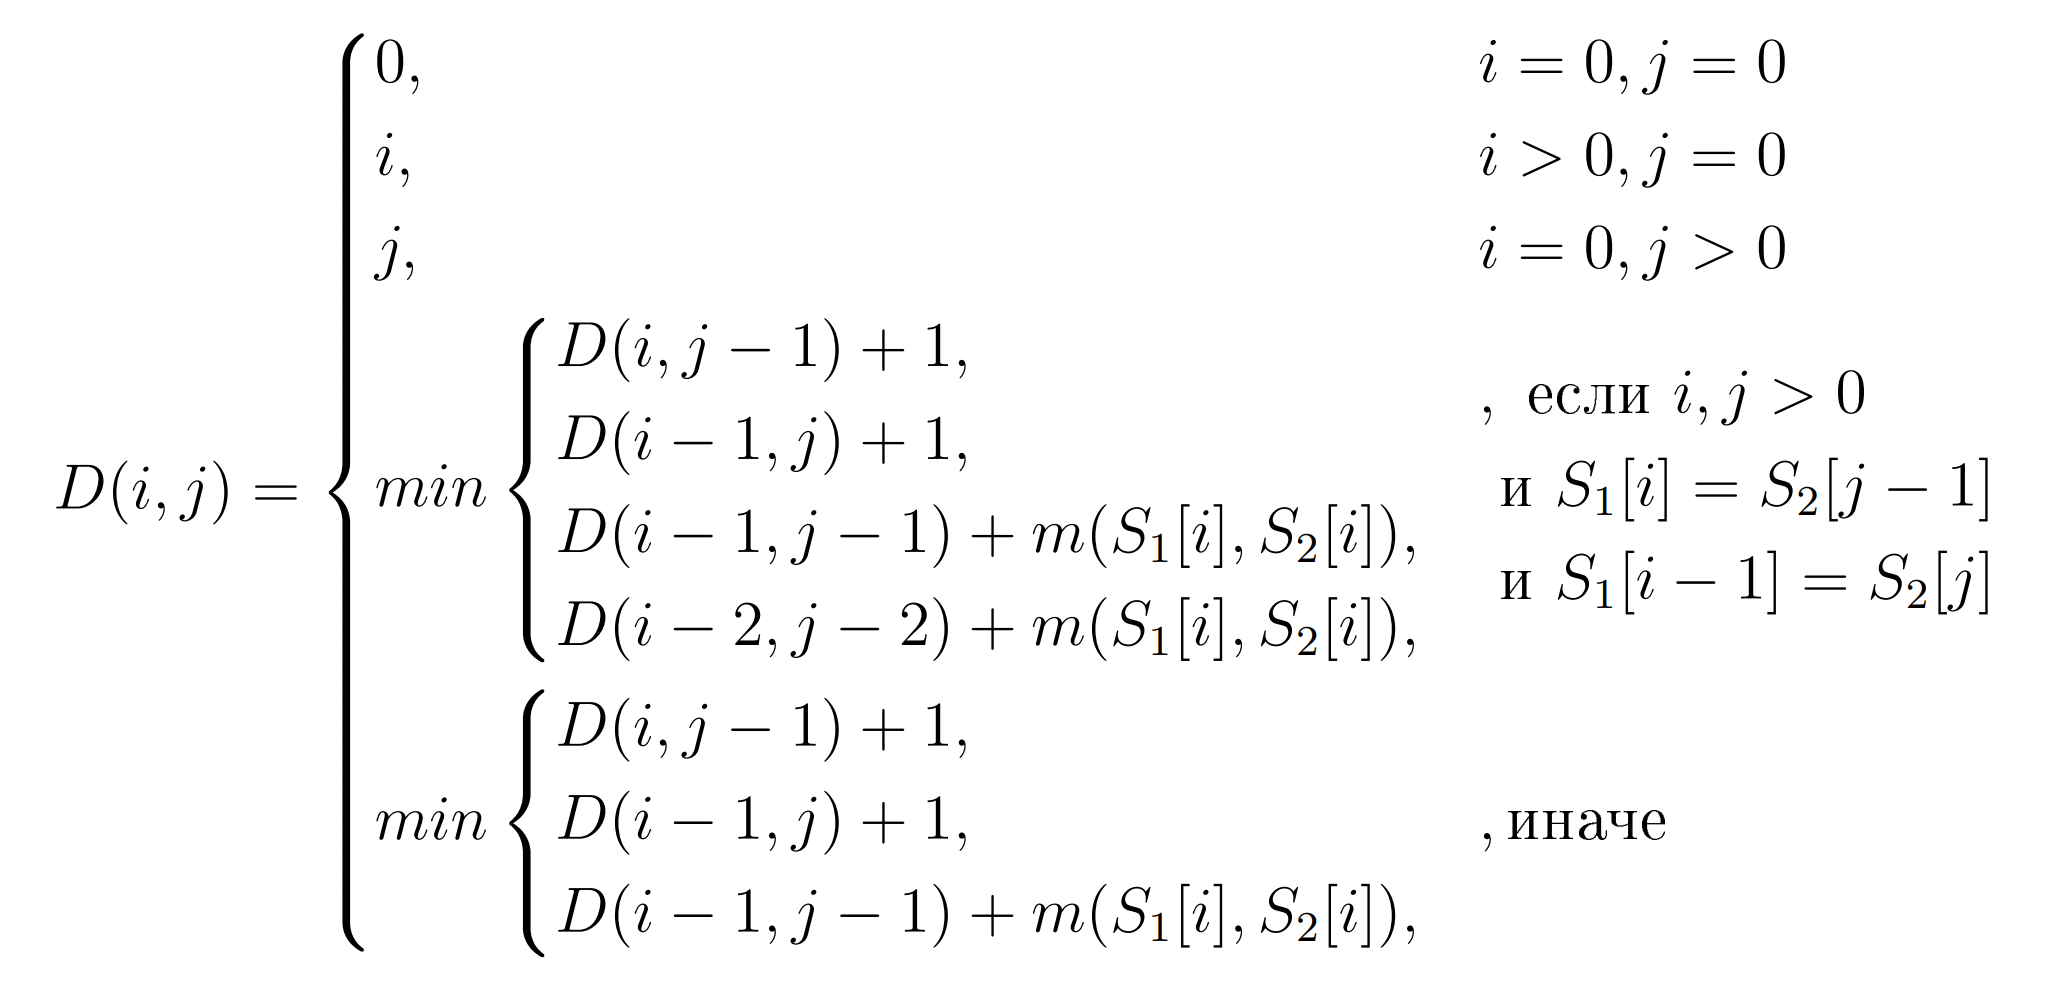 0, i = 0, j = 0
i, i > 0, j = 0
j, i = 0, j > 0
D(i, j − 1) + 1,
, если i, j > 0
D(i − 1, j) + 1,
D(i, j) = min и S₁[i] = S₂[j − 1]
D(i − 1, j − 1) + m(S₁[i], S₂[i]),
и S₁[i − 1] = S₂[j]
D(i − 2, j − 2) + m(S₁[i], S₂[i]),
D(i, j − 1) + 1,
min D(i − 1, j) + 1, , иначе
D(i − 1, j − 1) + m(S₁[i], S₂[i]),